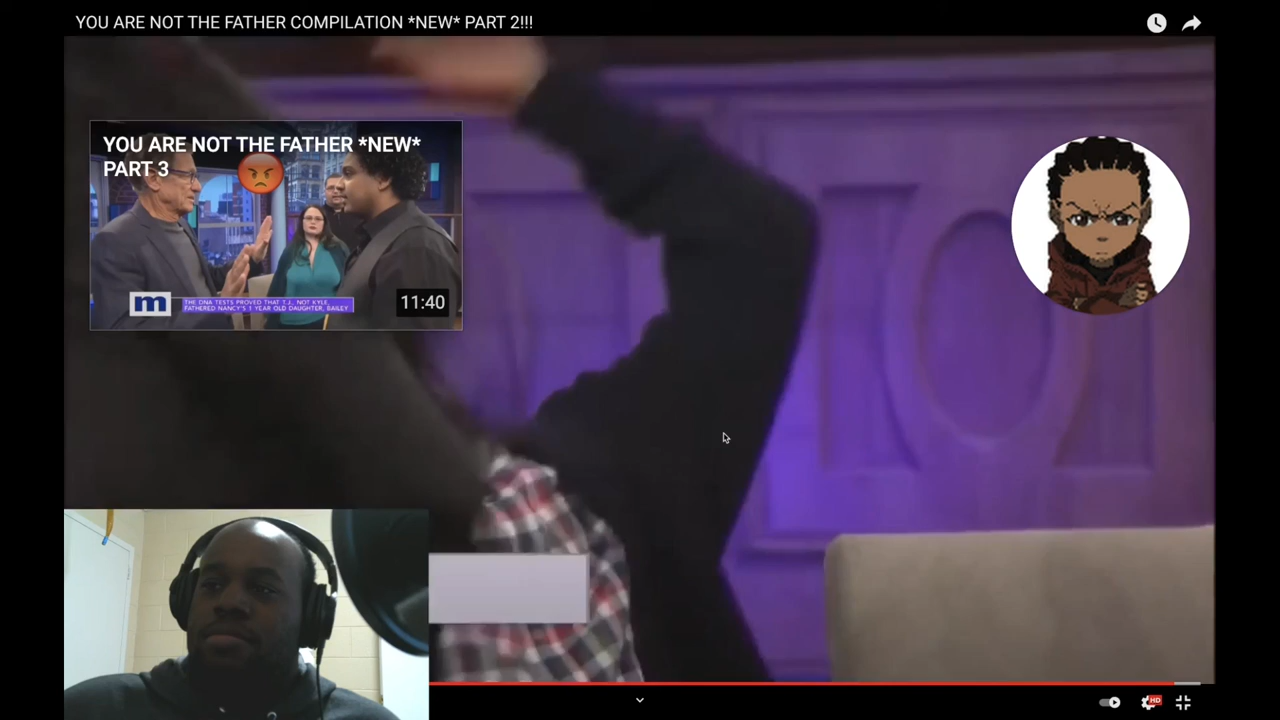 YOU ARE NOT THE FATHER COMPILATION *NEW* PART 2!!!
YOU ARE NOT THE FATHER *NEW*
PART 3
m
THE DNA TESTS PROVED THAT T.J., NOT KYLE,
FATHERED NANCY'S 1 YEAR OLD DAUGHTER, BAILEY
11:40
HD